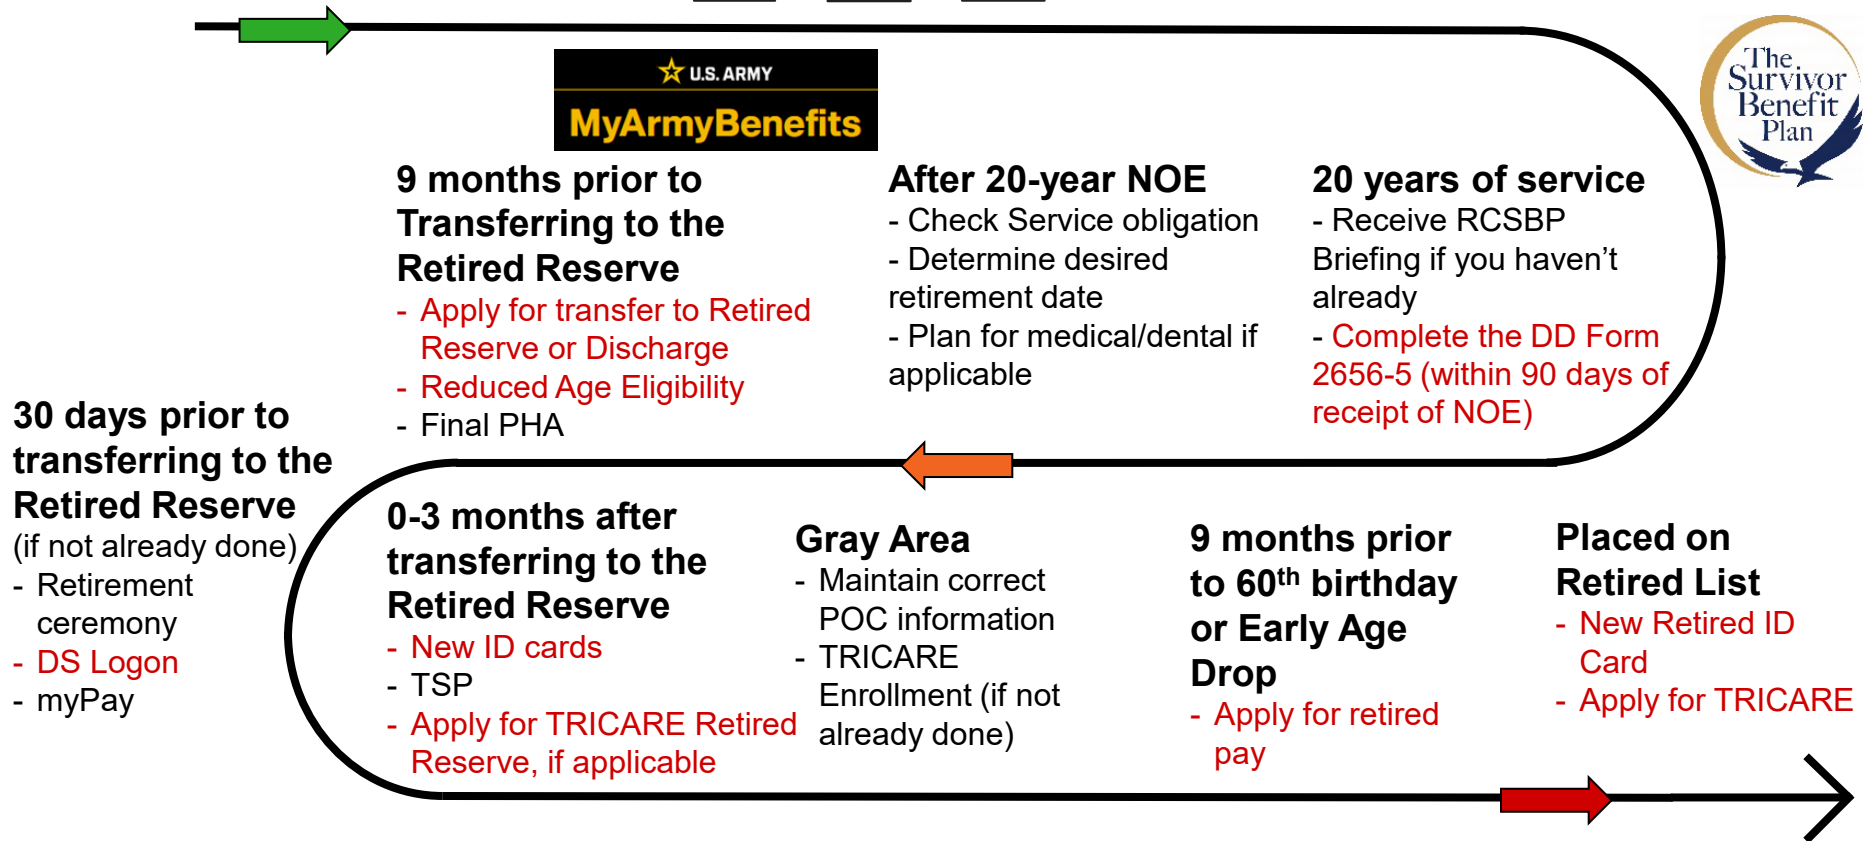 U.S. ARMY
MyArmyBenefits
The
Survivor
Benefit
Plan
20 years of service
- Receive RCSBP
Briefing if you haven’t
already
- Complete the DD Form
2656-5 (within 90 days of
receipt of NOE)
After 20-year NOE
- Check Service obligation
- Determine desired
retirement date
- Plan for medical/dental if
applicable
9 months prior to
Transferring to the
Retired Reserve
- Apply for transfer to Retired
Reserve or Discharge
- Reduced Age Eligibility
- Final PHA
30 days prior to
transferring to the
Retired Reserve
(if not already done)
- Retirement
ceremony
- DS Logon
- myPay
0-3 months after
transferring to the
Retired Reserve
- New ID cards
- TSP
- Apply for TRICARE Retired
Reserve, if applicable
Gray Area
- Maintain correct
POC information
- TRICARE
Enrollment (if not
already done)
9 months prior
to 60th birthday
or Early Age
Drop
- Apply for retired
pay
Placed on
Retired List
- New Retired ID
Card
- Apply for TRICARE